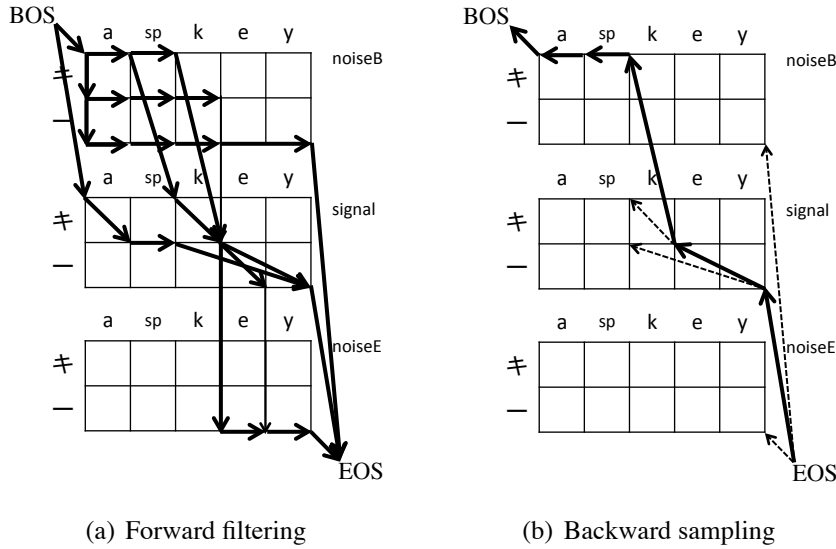 BOS
a sp k e y
noiseB
キ
ー
a sp k e y
signal
キ
ー
a sp k e y
noiseE
キ
ー
EOS
(a) Forward filtering
BOS
a sp k e y
noiseB
キ
ー
a sp k e y
signal
キ
ー
a sp k e y
noiseE
キ
ー
EOS
(b) Backward sampling